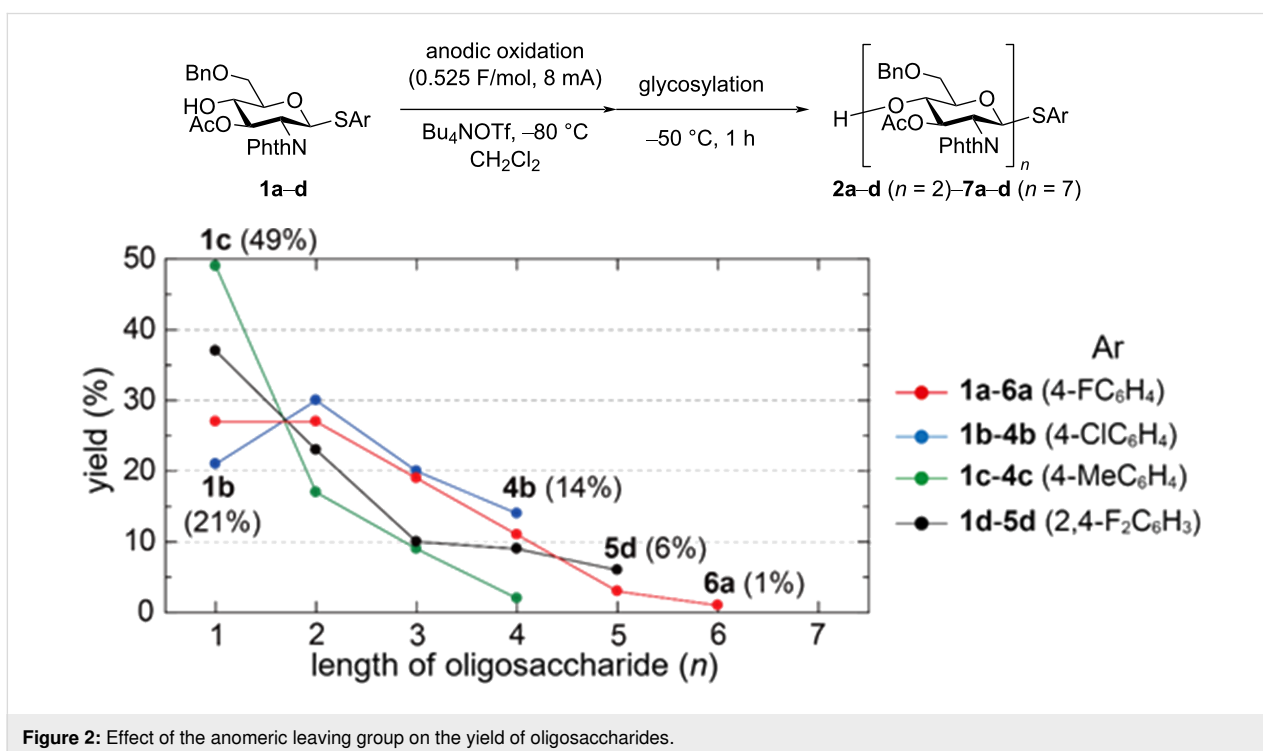 anodic oxidation
(0.525 F/mol, 8 mA)
Bu₄NOTf, –80 °C
CH₂Cl₂
glycosylation
–50 °C, 1 h
BnO
HO
AcO
O
SAr
PhthN
1a–d
BnO
H
O
O
AcO
SAr
PhthN
n
2a–d (n = 2)–7a–d (n = 7)
1c (49%)
50
40
30
20
10
0
yield (%)
1b
(21%)
4b (14%)
5d (6%)
6a (1%)
1 2 3 4 5 6 7
length of oligosaccharide (n)
Ar
1a-6a (4-FC₆H₄)
1b-4b (4-ClC₆H₄)
1c-4c (4-MeC₆H₄)
1d-5d (2,4-F₂C₆H₃)
Figure 2: Effect of the anomeric leaving group on the yield of oligosaccharides.